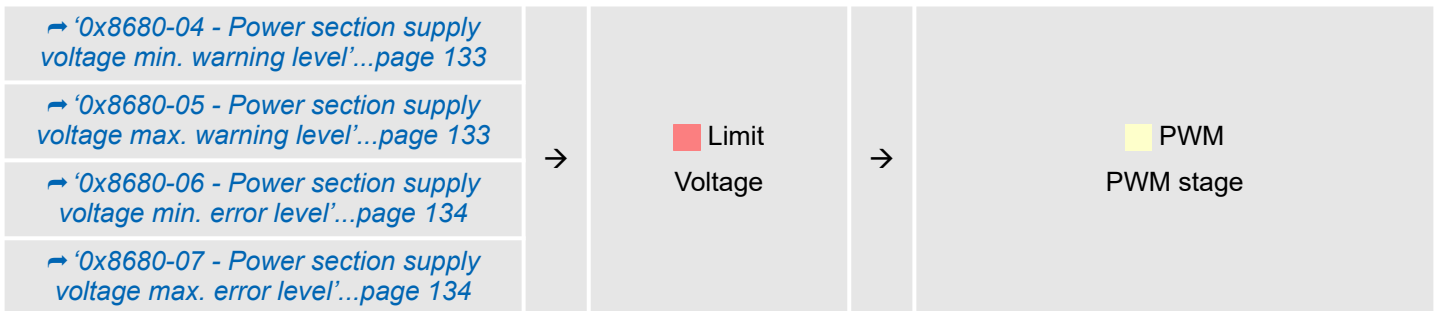 ➦ ‘0x8680-04 - Power section supply
voltage min. warning level’...page 133
➦ ‘0x8680-05 - Power section supply
voltage max. warning level’...page 133
➦ ‘0x8680-06 - Power section supply
voltage min. error level’...page 134
➦ ‘0x8680-07 - Power section supply
voltage max. error level’...page 134
→
Limit
Voltage
→
PWM
PWM stage